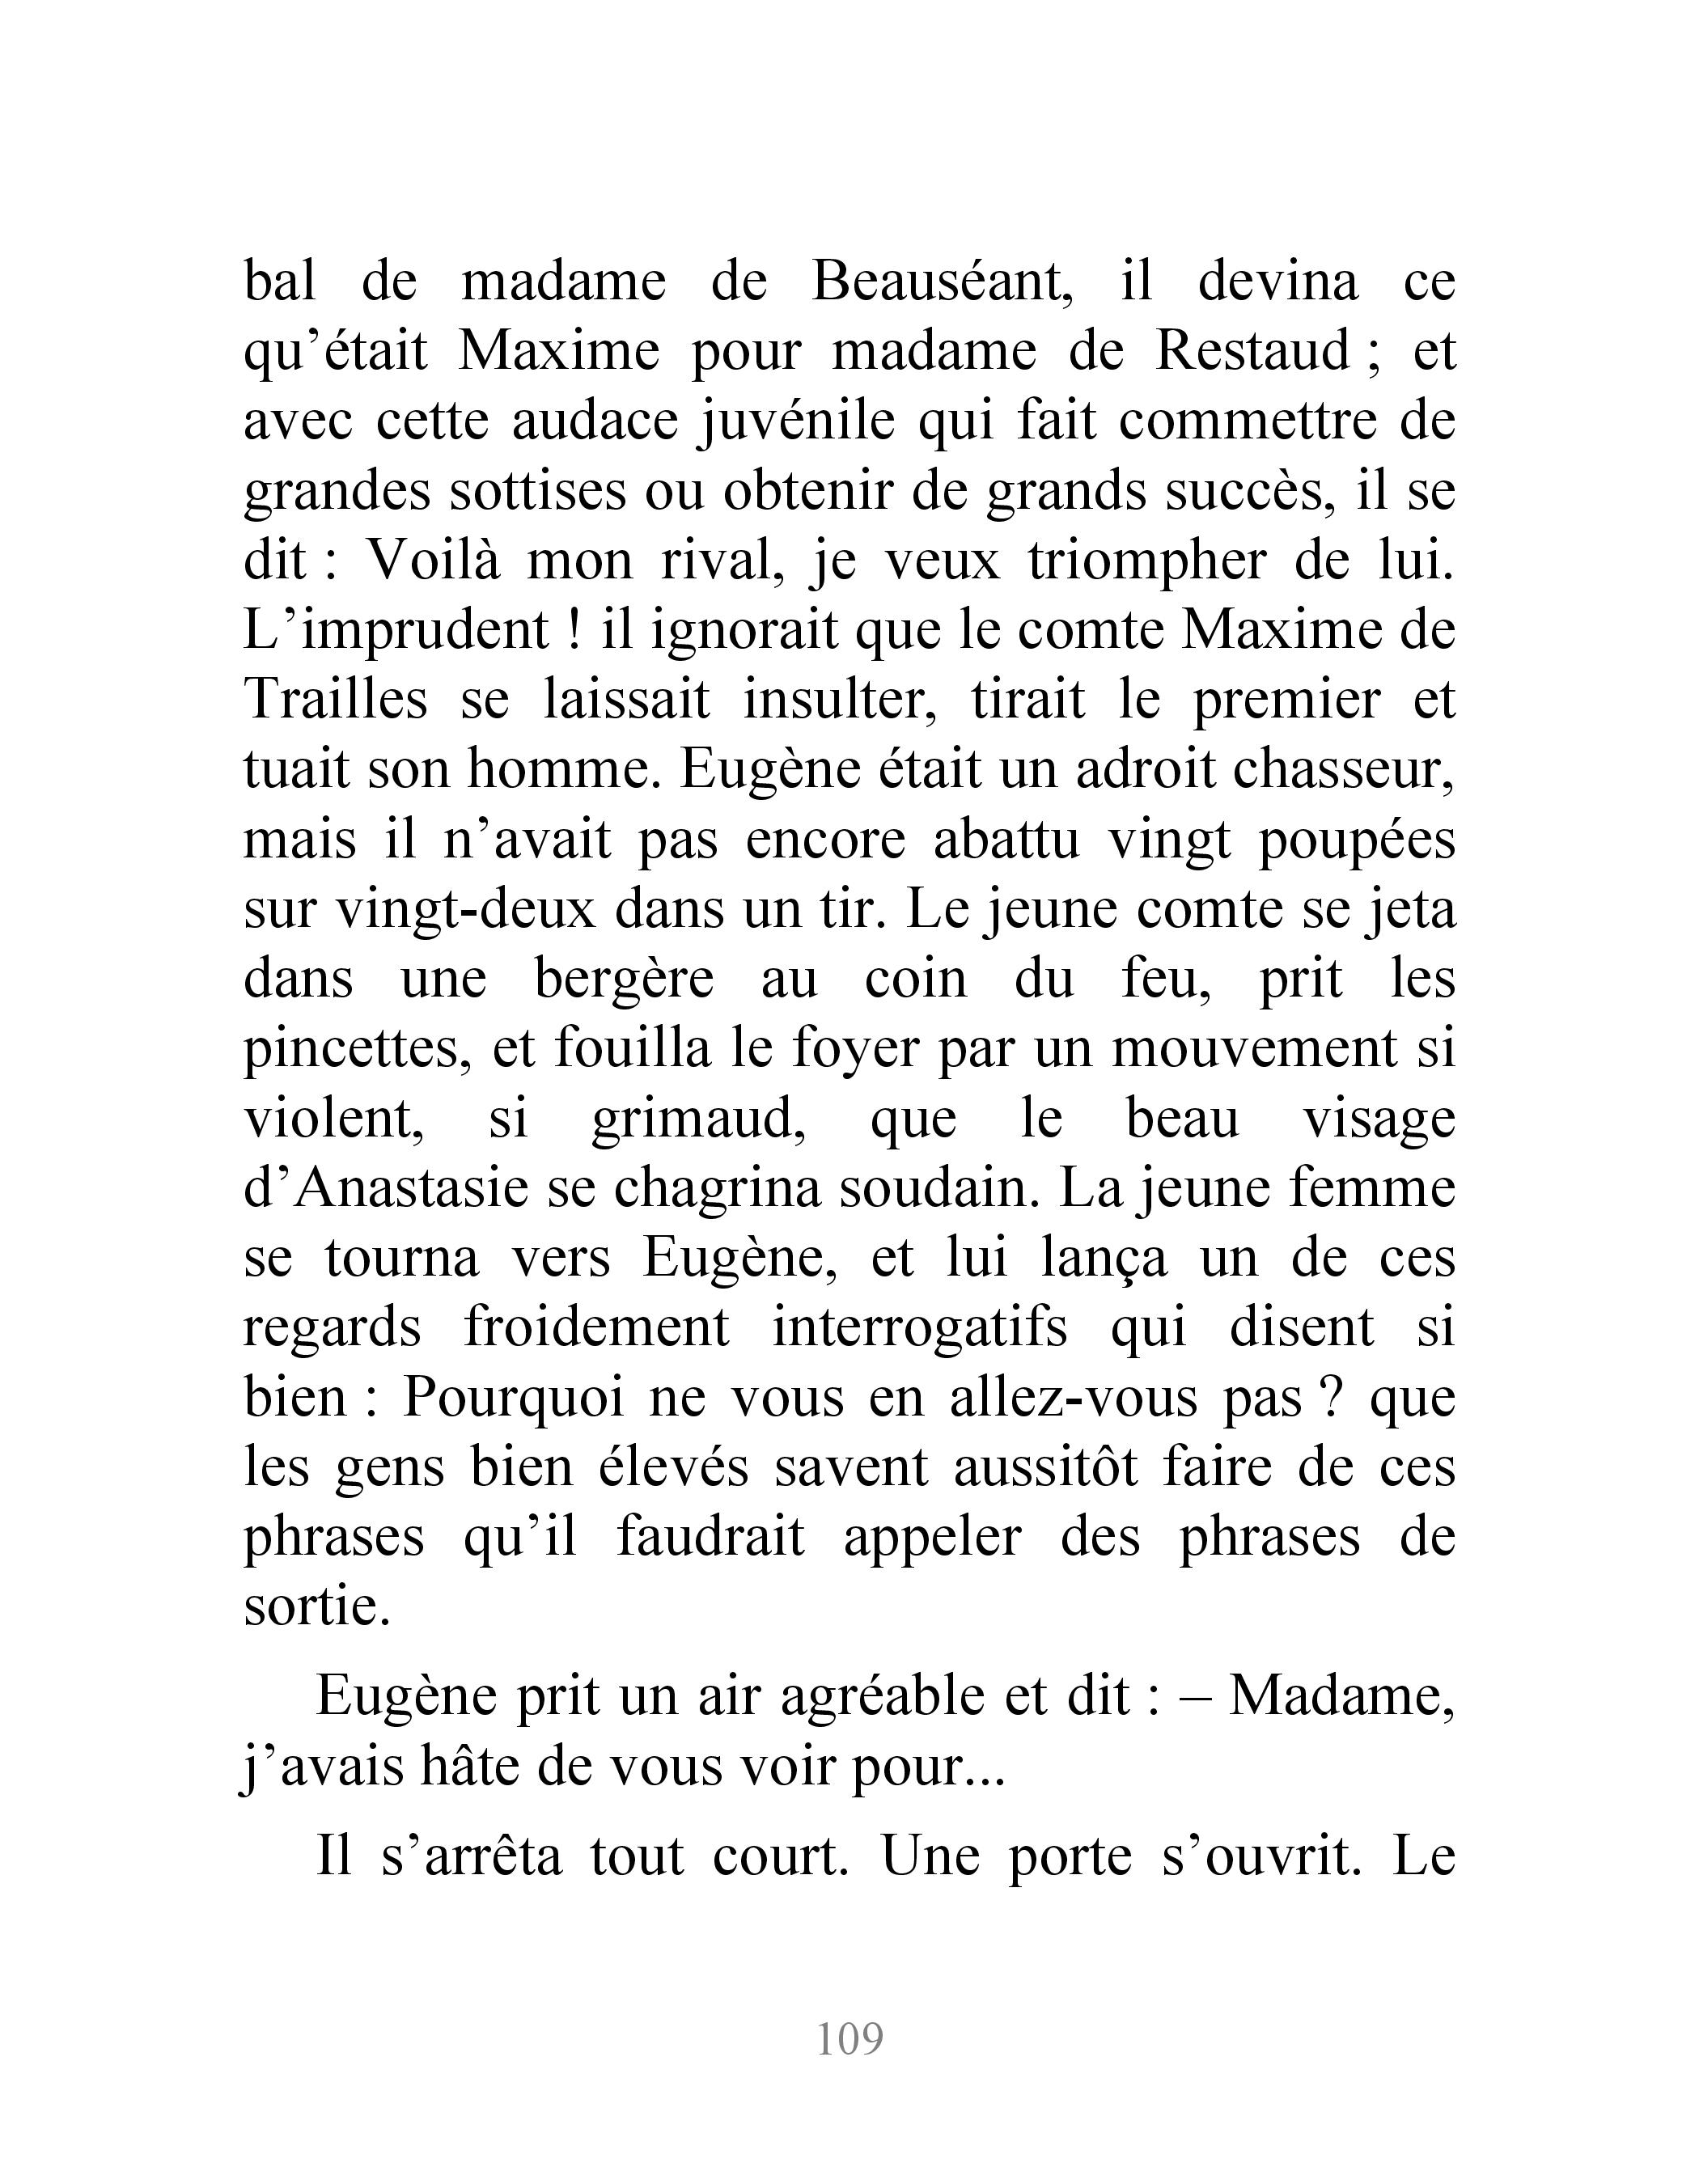 bal de madame de Beauséant, il devina ce
qu’était Maxime pour madame de Restaud ; et
avec cette audace juvénile qui fait commettre de
grandes sottises ou obtenir de grands succès, il se
dit : Voilà mon rival, je veux triompher de lui.
L’imprudent ! il ignorait que le comte Maxime de
Trailles se laissait insulter, tirait le premier et
tuait son homme. Eugène était un adroit chasseur,
mais il n’avait pas encore abattu vingt poupées
sur vingt-deux dans un tir. Le jeune comte se jeta
dans une bergère au coin du feu, prit les
pincettes, et fouilla le foyer par un mouvement si
violent, si grimaud, que le beau visage
d’Anastasie se chagrina soudain. La jeune femme
se tourna vers Eugène, et lui lança un de ces
regards froidement interrogatifs qui disent si
bien : Pourquoi ne vous en allez-vous pas ? que
les gens bien élevés savent aussitôt faire de ces
phrases qu’il faudrait appeler des phrases de
sortie.
Eugène prit un air agréable et dit : – Madame,
j’avais hâte de vous voir pour...
Il s’arrêta tout court. Une porte s’ouvrit. Le
109